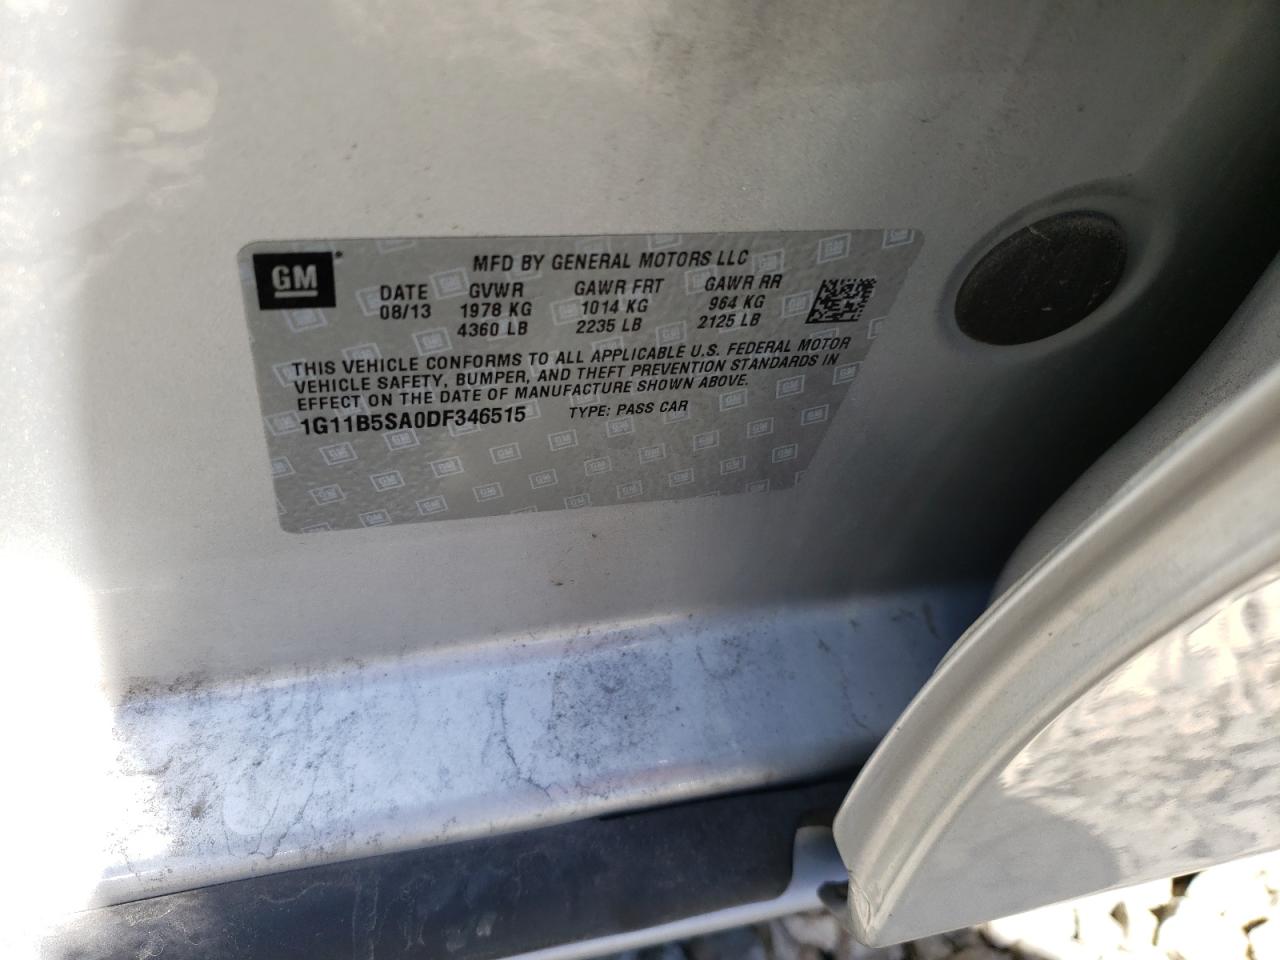 GM
MFD BY GENERAL MOTORS LLC
DATE GVWR GAWR FRT GAWR RR
08/13 1978 KG 1014 KG 964 KG
4360 LB 2235 LB 2125 LB
THIS VEHICLE CONFORMS TO ALL APPLICABLE U.S. FEDERAL MOTOR
VEHICLE SAFETY, BUMPER, AND THEFT PREVENTION STANDARDS IN
EFFECT ON THE DATE OF MANUFACTURE SHOWN ABOVE.
1G11B5SA0DF346515 TYPE: PASS CAR